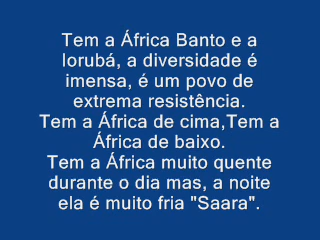 Tem a África Banto e a
Iorubá, a diversidade é
imensa, é um povo de
extrema resistência.
Tem a África de cima,Tem a
África de baixo.
Tem a África muito quente
durante o dia mas, a noite
ela é muito fria "Saara".